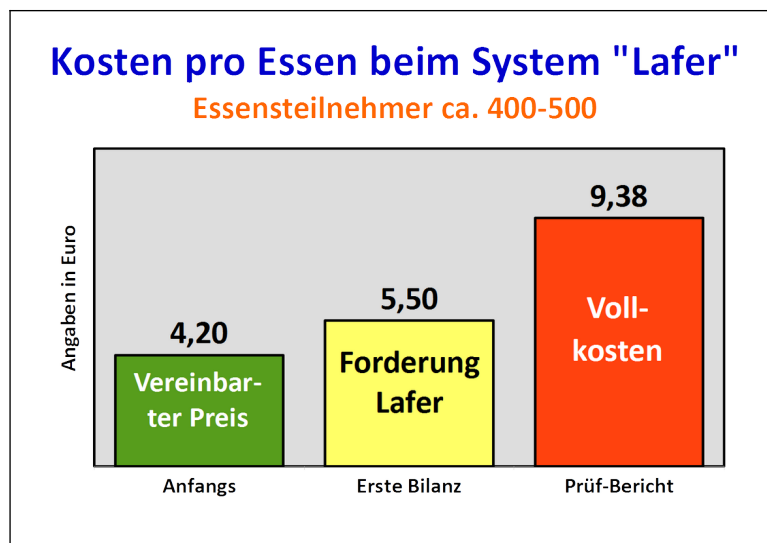 Kosten pro Essen beim System "Lafer"
Essensteilnehmer ca. 400-500
Angaben in Euro
4,20
Vereinbar-
ter Preis
Anfangs
5,50
Forderung
Lafer
Erste Bilanz
9,38
Voll-
kosten
Prüf-Bericht